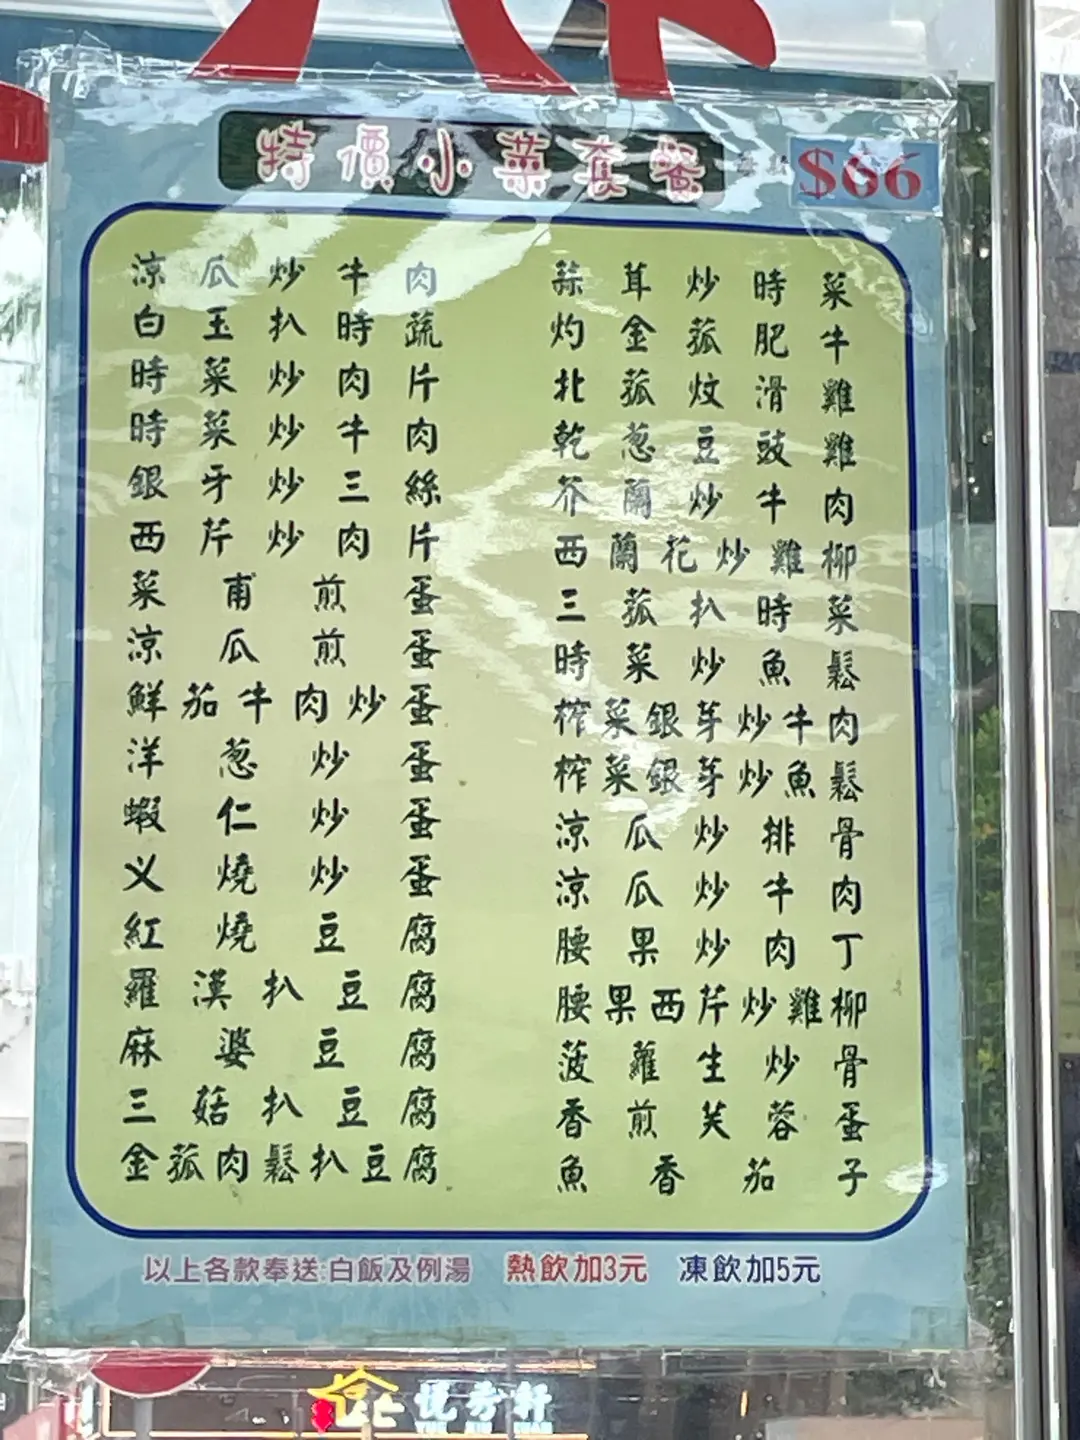 特價小菜套餐
$66
涼瓜炒牛肉
白玉扒時蔬
時菜炒肉片
時菜炒牛肉
銀牙炒三絲
西芹炒肉片
菜甫煎蛋
涼瓜煎蛋
鮮茄牛肉炒蛋
洋葱炒蛋
蝦仁炒蛋
义燒炒蛋
紅燒豆腐
羅漢扒豆腐
麻婆豆腐
三菇扒豆腐
金菰肉鬆扒豆腐
蒜茸炒時菜
灼金菰肥牛
北菰炆滑雞
乾葱豆豉雞
芥蘭炒牛肉
西蘭花炒雞柳
三菰扒時菜
時菜炒魚鬆
榨菜銀芽炒牛肉
榨菜銀芽炒魚鬆
涼瓜炒排骨
涼瓜炒牛肉
腰果炒肉丁
腰果西芹炒雞柳
菠蘿生炒骨
香煎芙蓉蛋
魚香茄子
以上各款奉送:白飯及例湯 熱飲加3元 凍飲加5元
悅秀軒